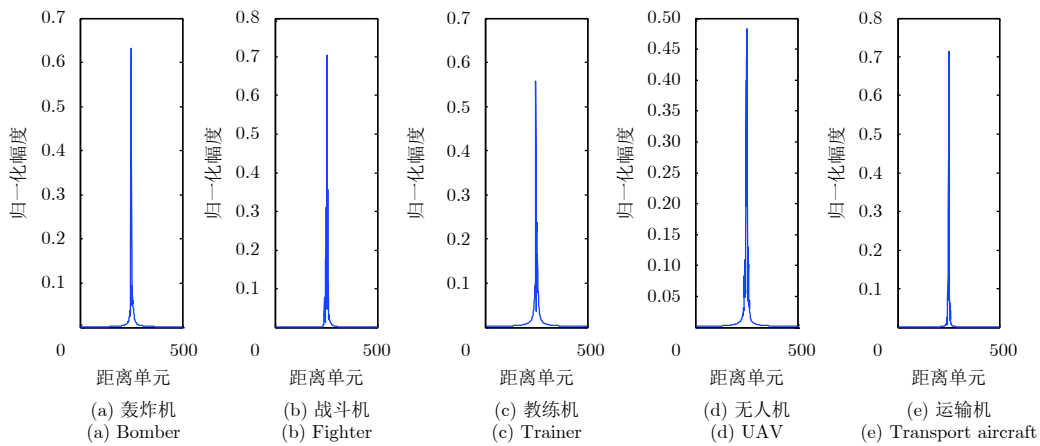 0.7
0.6
0.5
0.4
0.3
0.2
0.1
0
500
归一化幅度
距离单元
(a) 轰炸机
(a) Bomber
0.8
0.7
0.6
0.5
0.4
0.3
0.2
0.1
0
500
归一化幅度
距离单元
(b) 战斗机
(b) Fighter
0.7
0.6
0.5
0.4
0.3
0.2
0.1
0
500
归一化幅度
距离单元
(c) 教练机
(c) Trainer
0.50
0.45
0.40
0.35
0.30
0.25
0.20
0.15
0.10
0.05
0
500
归一化幅度
距离单元
(d) 无人机
(d) UAV
0.8
0.7
0.6
0.5
0.4
0.3
0.2
0.1
0
500
归一化幅度
距离单元
(e) 运输机
(e) Transport aircraft